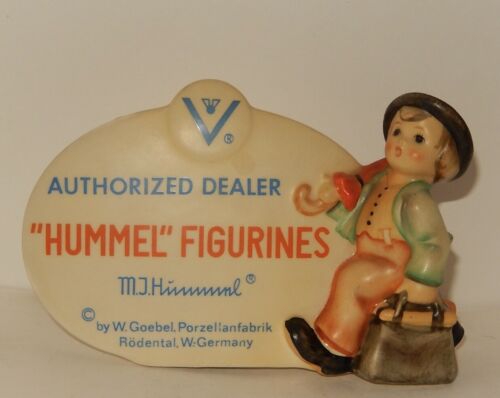 V ®
AUTHORIZED DEALER
"HUMMEL" FIGURINES
M.J.Hummel ®
© by W. Goebel, Porzellanfabrik
Rödental, W.-Germany